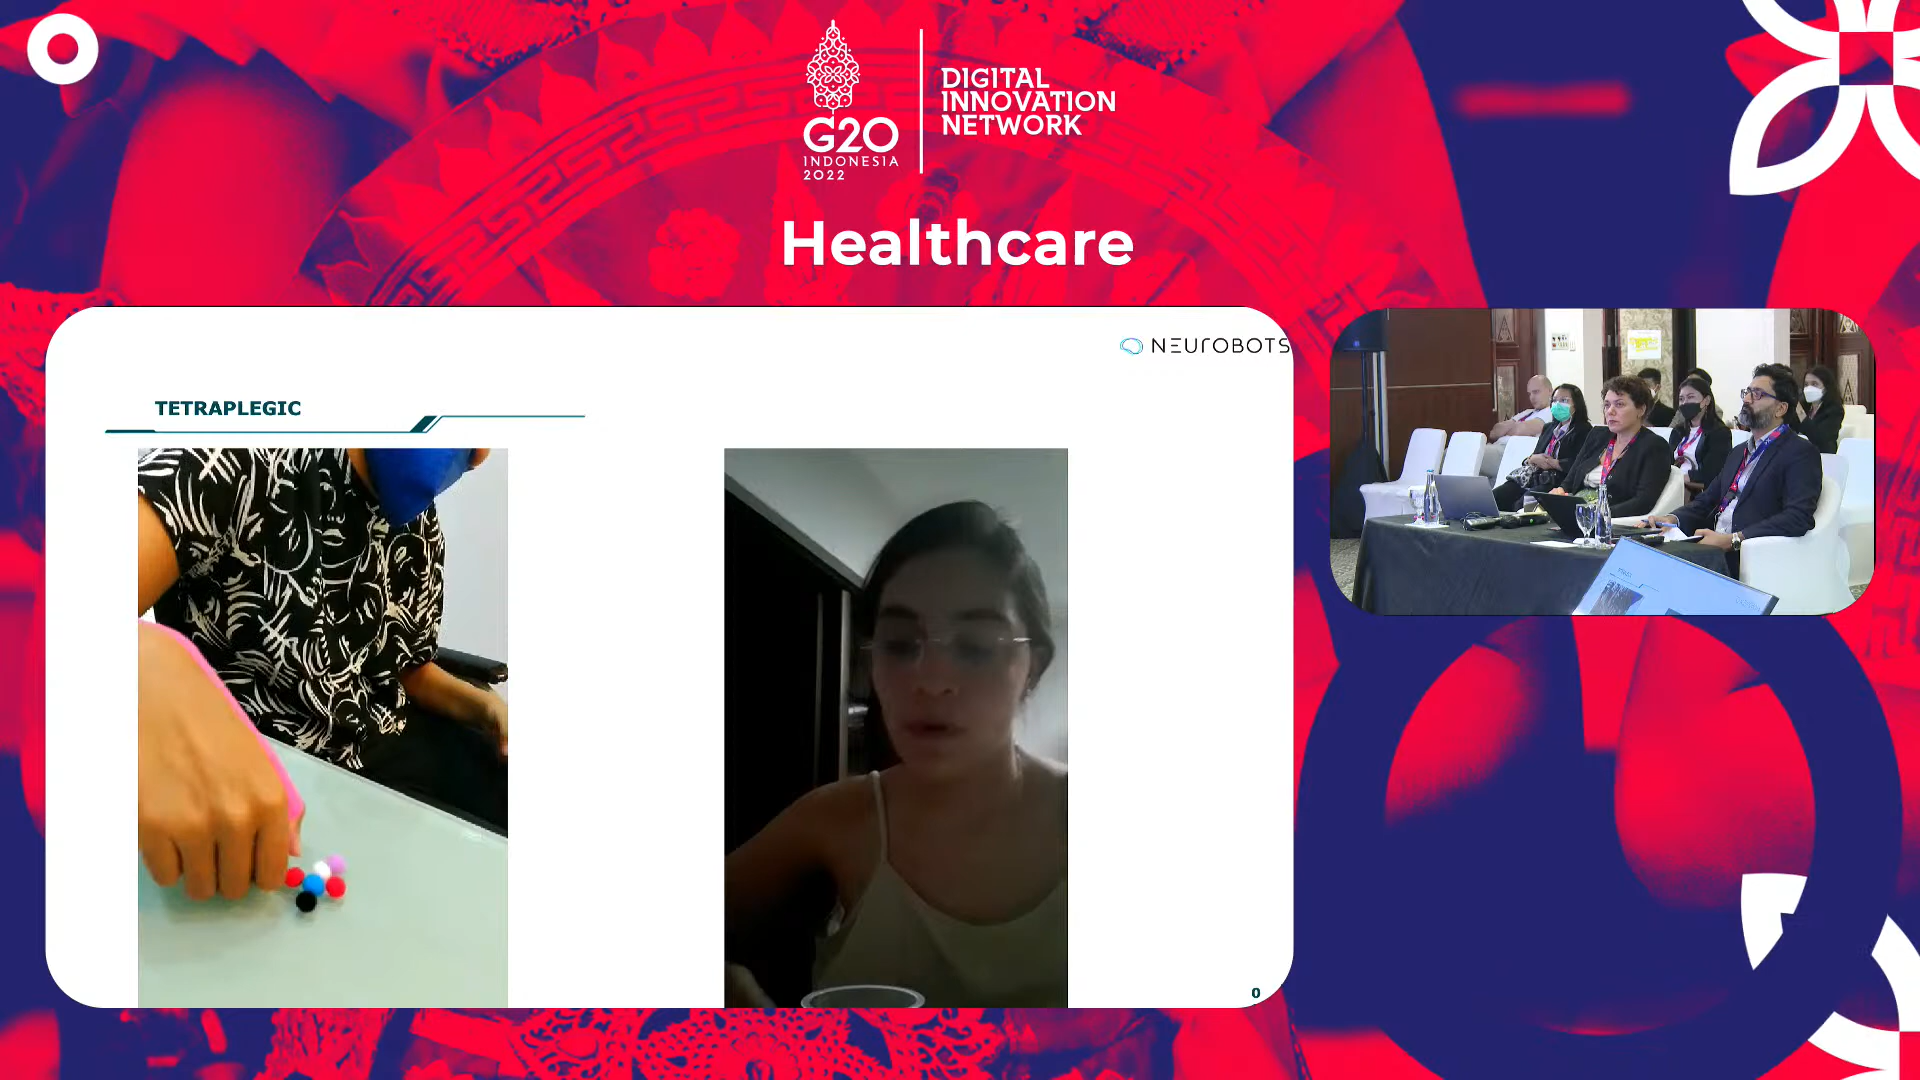 G20
INDONESIA
2022
DIGITAL
INNOVATION
NETWORK
Healthcare
NEUROBOTS
TETRAPLEGIC
0